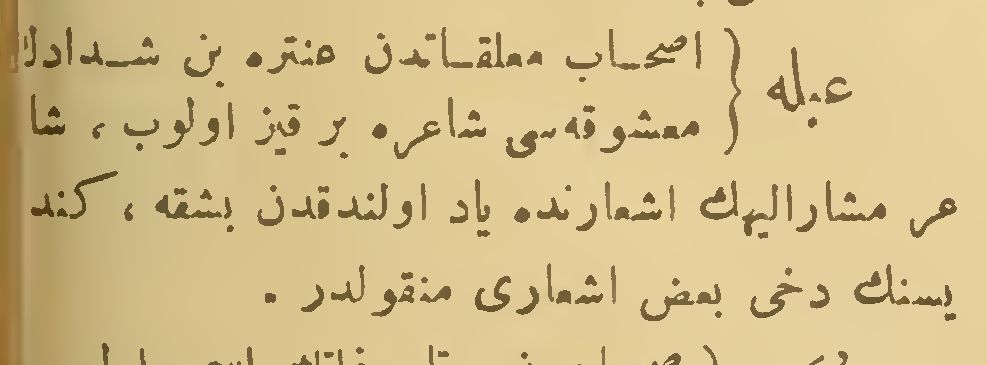 عبله { اصحاب معلقاتدن عنتره بن شدادك
معشوقه‌سی شاعره بر قیز اولوب ، شا
عر مشارالیهك اشعارنده یاد اولندقدن بشقه ، كند
یسنك دخی بعض اشعاری منقولدر .